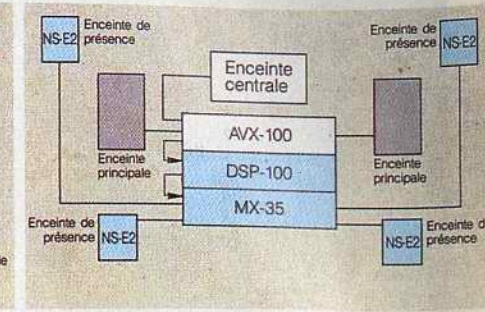 NS-E2
Enceinte de
présence
Enceinte de
présence
NS-E2
Enceinte
centrale
AVX-100
DSP-100
MX-35
Enceinte
principale
Enceinte
principale
Enceinte de
présence
NS-E2
NS-E2
Enceinte d
présence